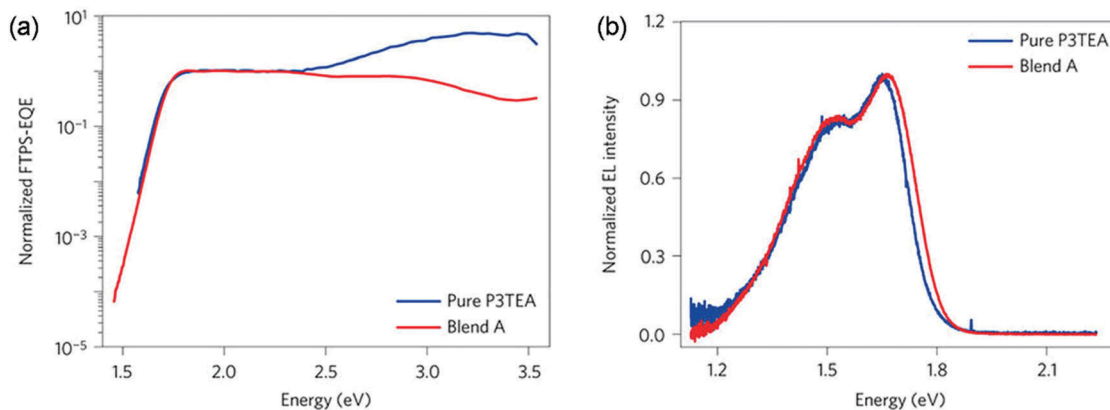 (a)
Normalized FTPS-EQE
10¹
10⁻¹
10⁻³
10⁻⁵
Pure P3TEA
Blend A
1.5 2.0 2.5 3.0 3.5
Energy (eV)
(b)
Normalized EL intensity
1.2
0.9
0.6
0.3
0.0
Pure P3TEA
Blend A
1.2 1.5 1.8 2.1
Energy (eV)